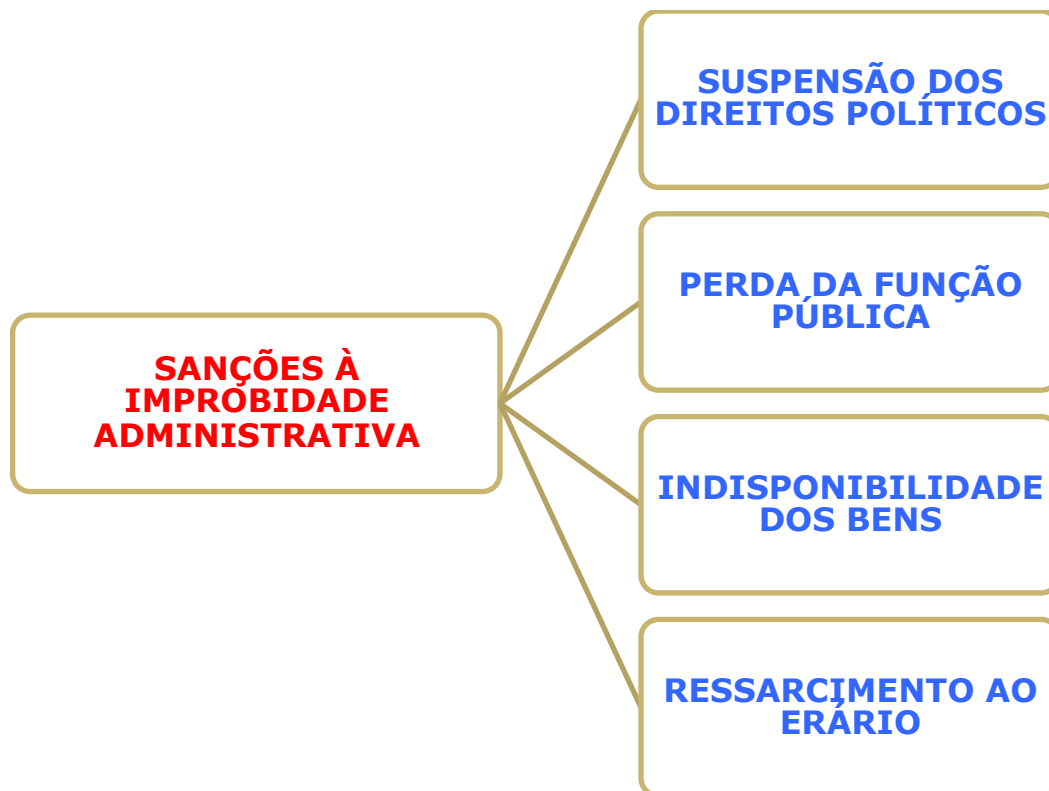 SUSPENSÃO DOS
DIREITOS POLÍTICOS
PERDA DA FUNÇÃO
PÚBLICA
SANÇÕES À
IMPROBIDADE
ADMINISTRATIVA
INDISPONIBILIDADE
DOS BENS
RESSARCIMENTO AO
ERÁRIO